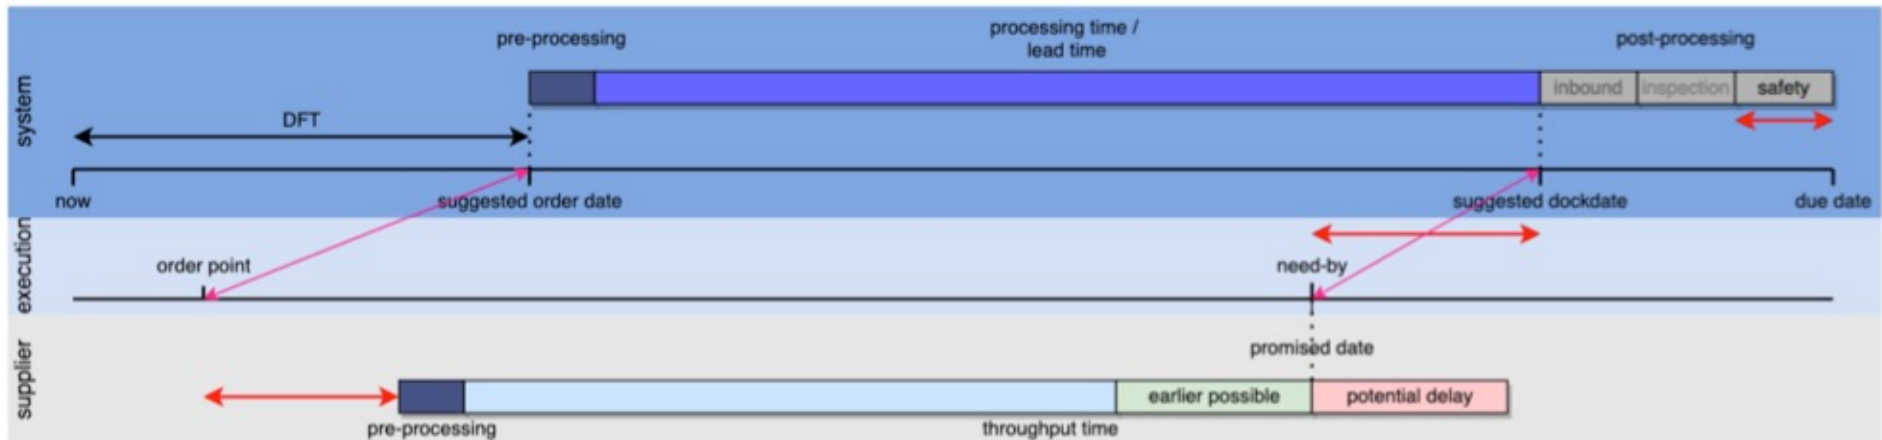 processing time /
lead time
pre-processing
post-processing
inbound
inspection
safety
system
DFT
now
suggested order date
suggested dockdate
due date
execution
order point
need-by
supplier
promised date
earlier possible
potential delay
pre-processing
throughput time